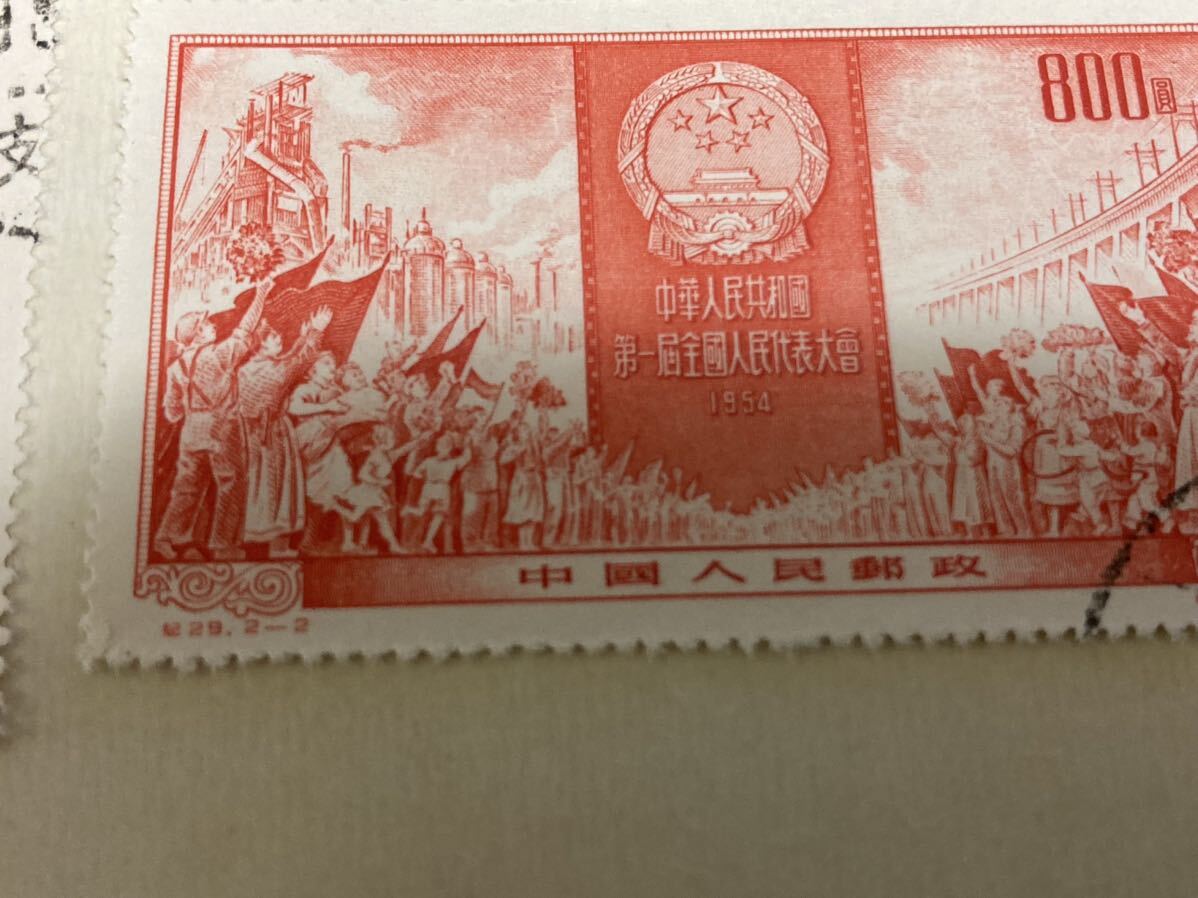 800圓
中華人民共和國
第一屆全國人民代表大會
1954
中國人民郵政
紀29. 2-2
支